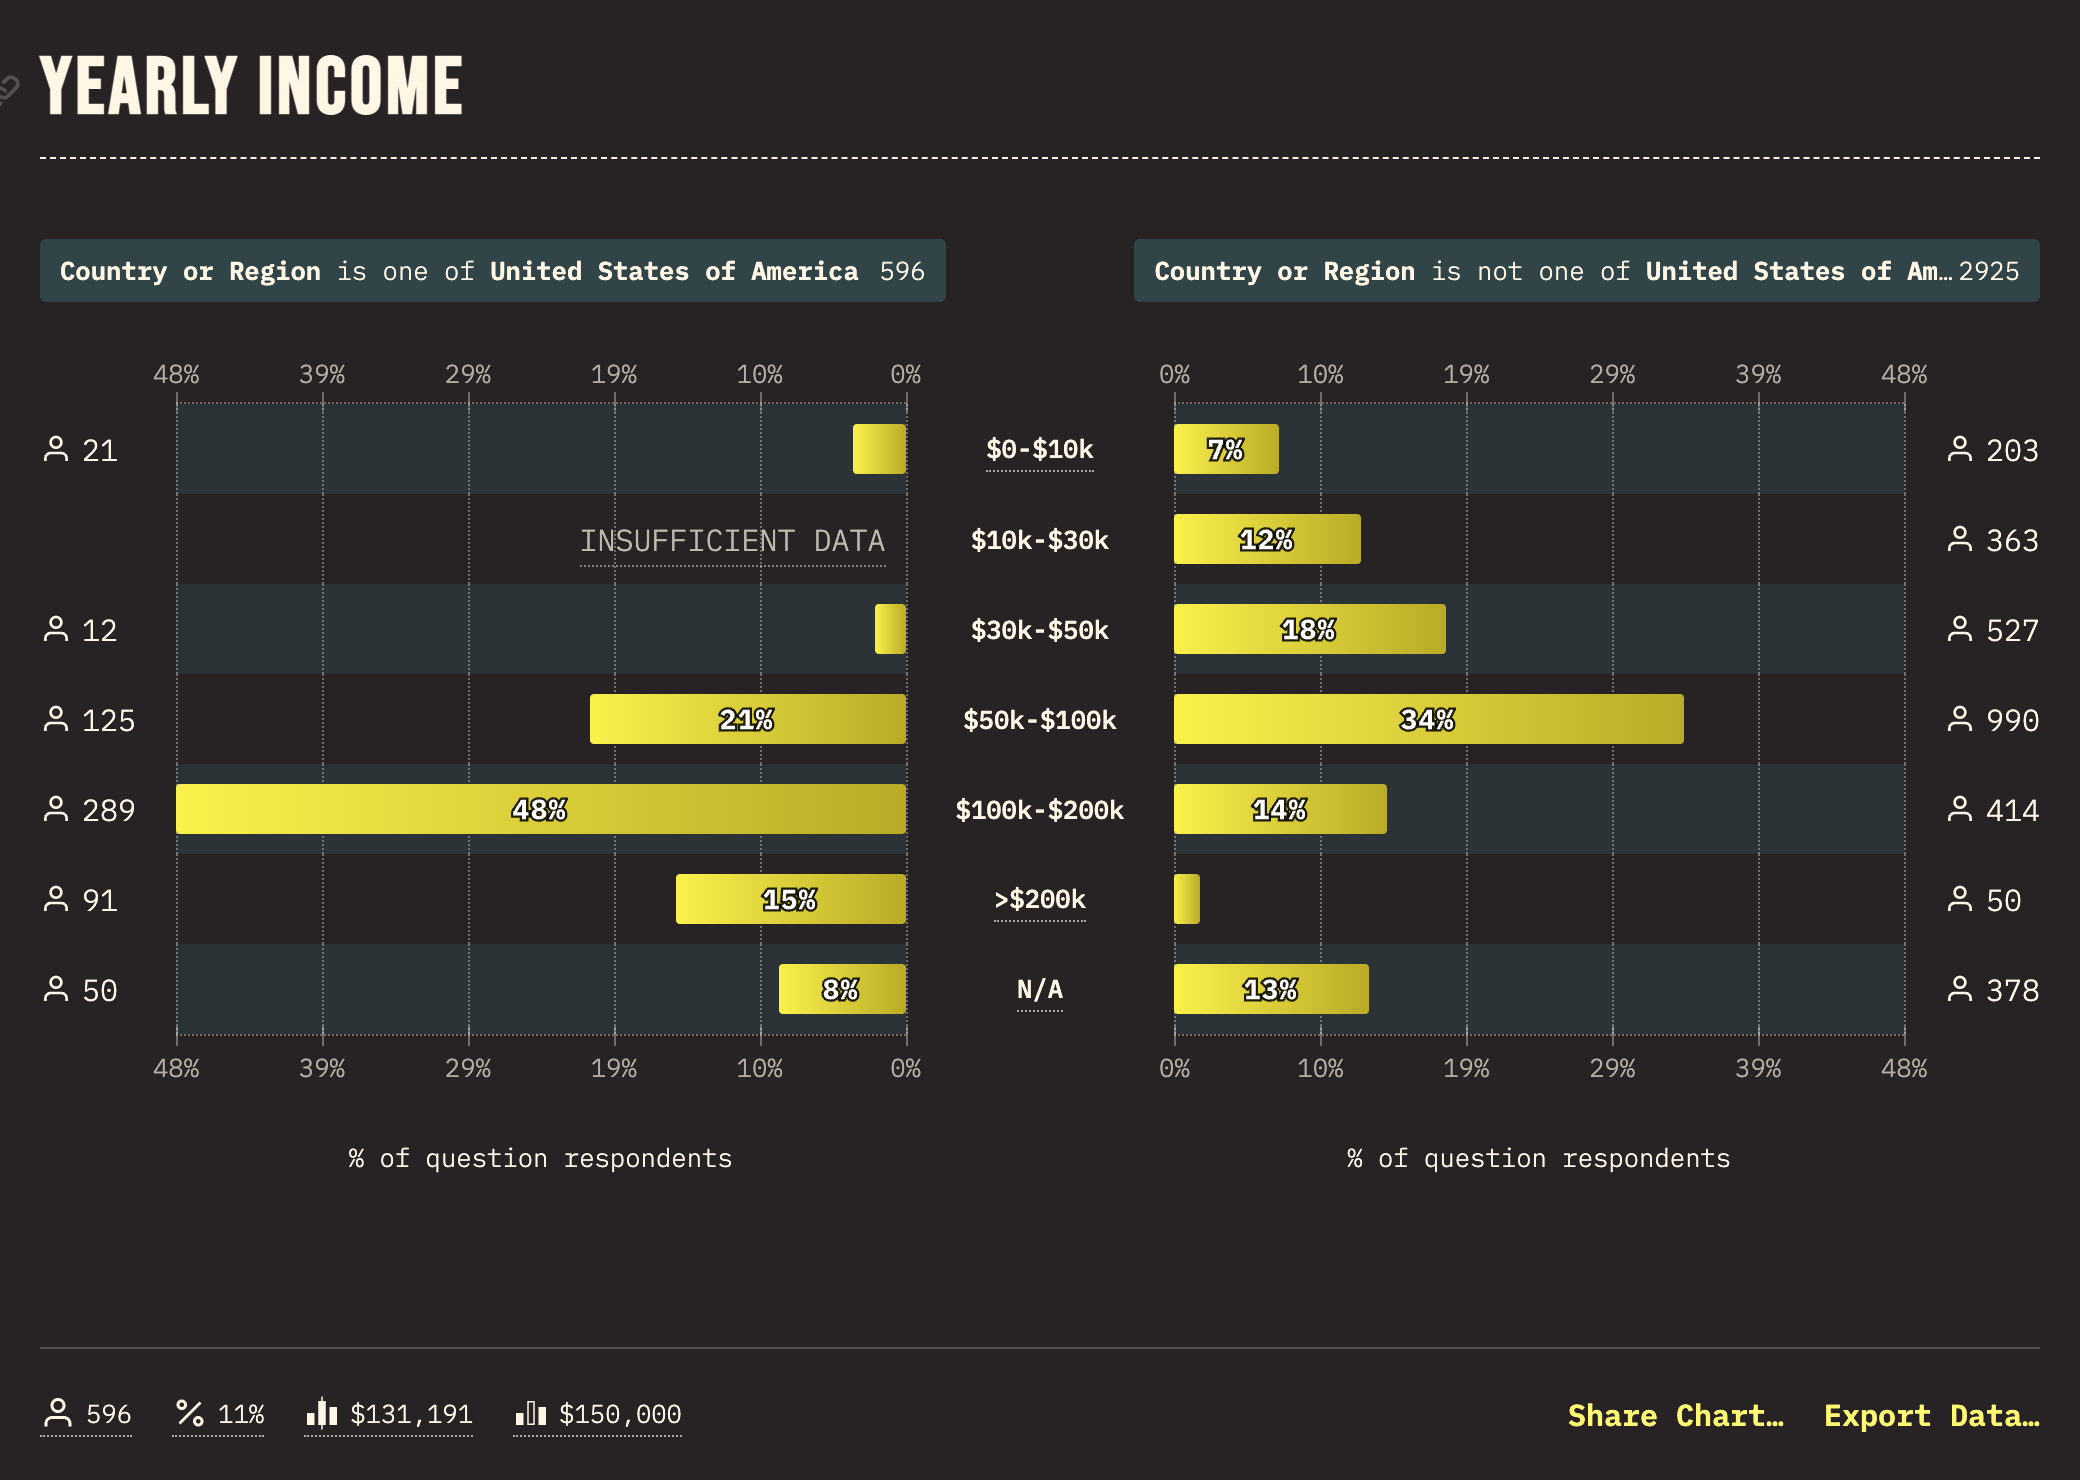 YEARLY INCOME
Country or Region is one of United States of America 596
Country or Region is not one of United States of Am… 2925
48% 39% 29% 19% 10% 0%
0% 10% 19% 29% 39% 48%
21 $0-$10k 7% 203
INSUFFICIENT DATA $10k-$30k 12% 363
12 $30k-$50k 18% 527
125 21% $50k-$100k 34% 990
289 48% $100k-$200k 14% 414
91 15% >$200k 50
50 8% N/A 13% 378
48% 39% 29% 19% 10% 0%
0% 10% 19% 29% 39% 48%
% of question respondents
% of question respondents
596 11% $131,191 $150,000
Share Chart… Export Data…